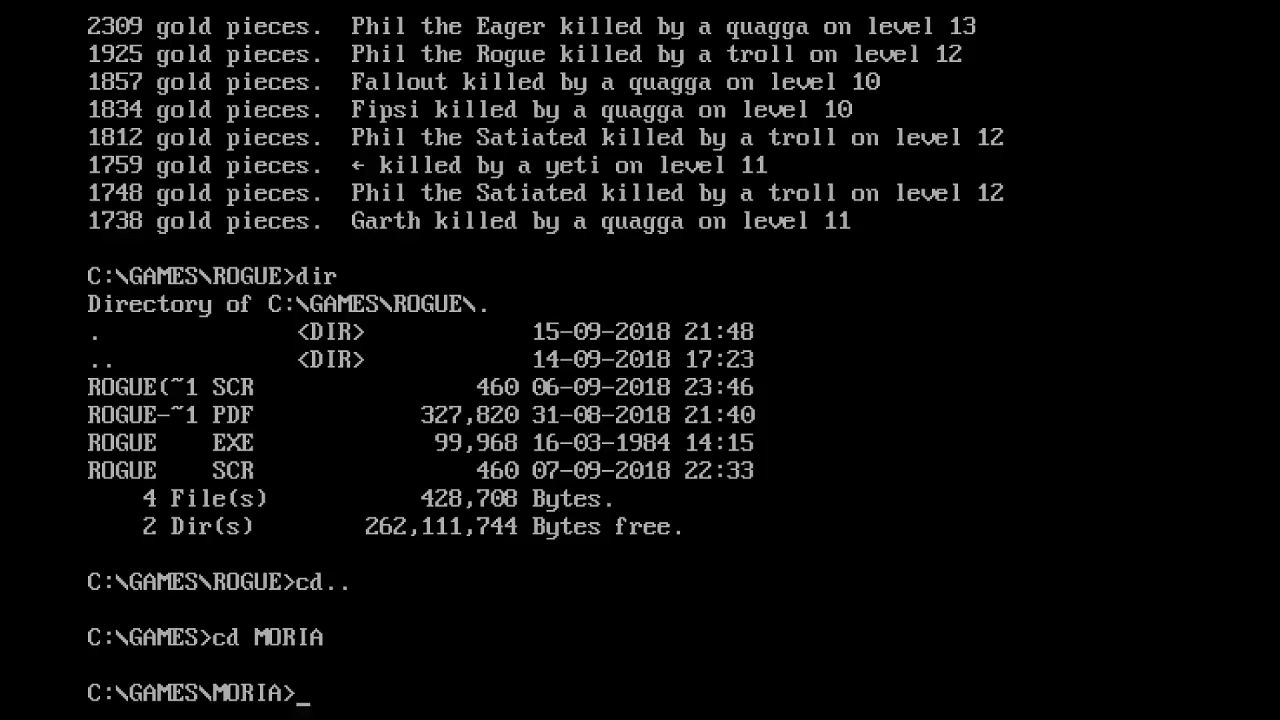 2309 gold pieces.  Phil the Eager killed by a quagga on level 13
1925 gold pieces.  Phil the Rogue killed by a troll on level 12
1857 gold pieces.  Fallout killed by a quagga on level 10
1834 gold pieces.  Fipsi killed by a quagga on level 10
1812 gold pieces.  Phil the Satiated killed by a troll on level 12
1759 gold pieces.  ← killed by a yeti on level 11
1748 gold pieces.  Phil the Satiated killed by a troll on level 12
1738 gold pieces.  Garth killed by a quagga on level 11
C:\GAMES\ROGUE>dir
Directory of C:\GAMES\ROGUE\.
.              <DIR>            15-09-2018 21:48
..             <DIR>            14-09-2018 17:23
ROGUE(~1 SCR                460 06-09-2018 23:46
ROGUE-~1 PDF            327,820 31-08-2018 21:40
ROGUE    EXE             99,968 16-03-1984 14:15
ROGUE    SCR                460 07-09-2018 22:33
    4 File(s)           428,708 Bytes.
    2 Dir(s)        262,111,744 Bytes free.
C:\GAMES\ROGUE>cd..
C:\GAMES>cd MORIA
C:\GAMES\MORIA>_